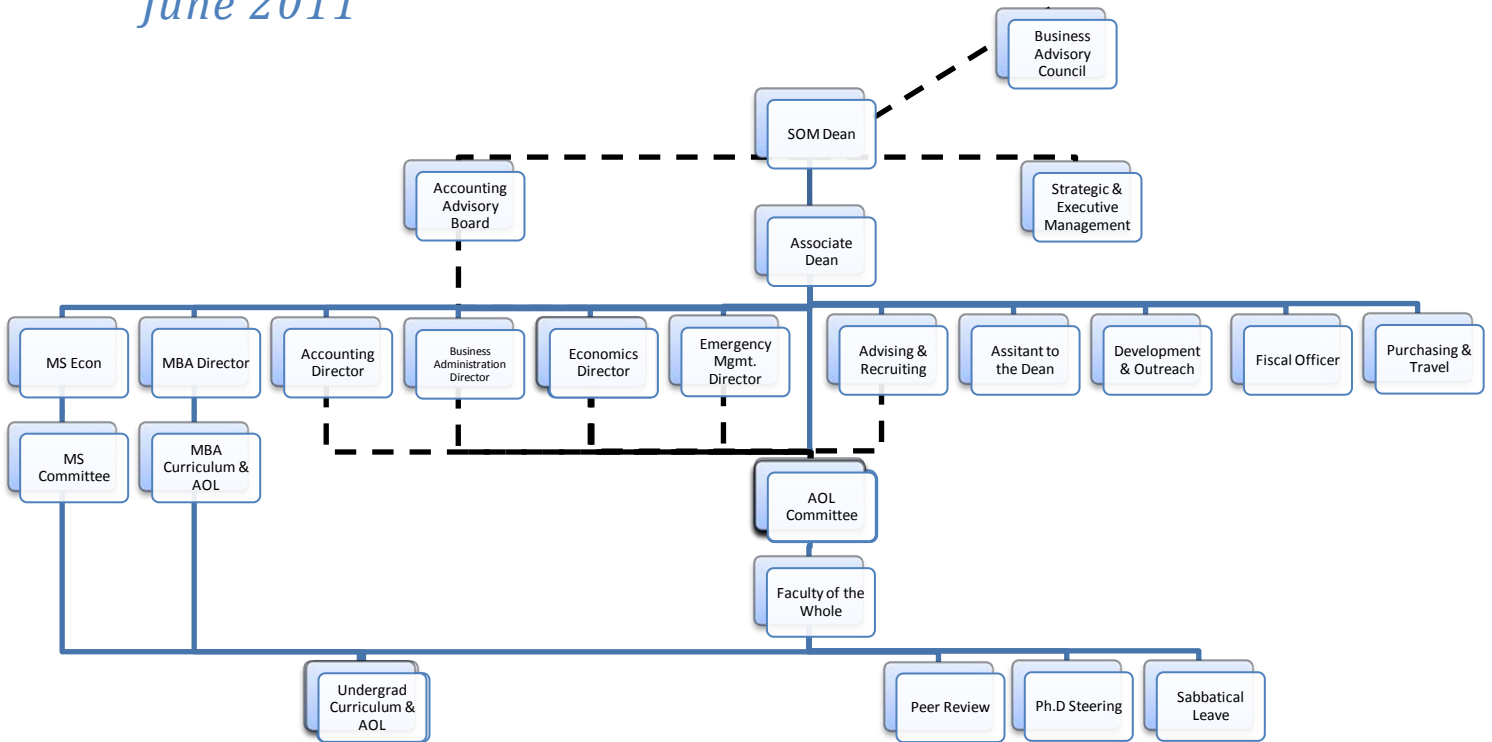 June 2011
Business
Advisory
Council
SOM Dean
Accounting
Advisory
Board
Strategic &
Executive
Management
Associate
Dean
MS Econ
MBA Director
Accounting
Director
Business
Administration
Director
Economics
Director
Emergency
Mgmt.
Director
Advising &
Recruiting
Assitant to
the Dean
Development
& Outreach
Fiscal Officer
Purchasing &
Travel
MS
Committee
MBA
Curriculum &
AOL
AOL
Committee
Faculty of the
Whole
Undergrad
Curriculum &
AOL
Peer Review
Ph.D Steering
Sabbatical
Leave